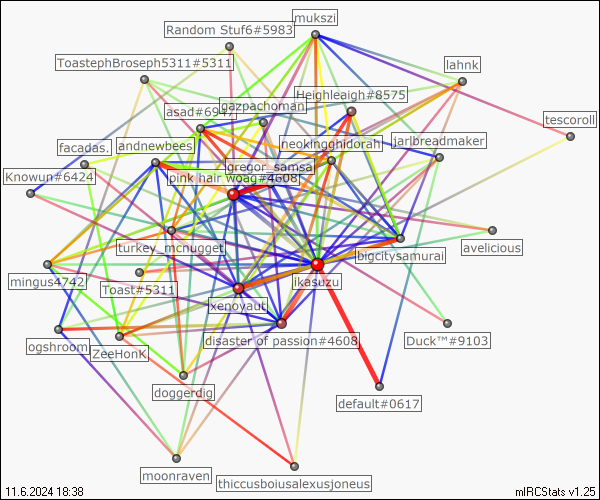 mukszi
Random Stuf6#5983
ToastephBroseph5311#5311
lahnk
Heighleigh#8575
gazpachoman
asad#6947
tescoroll
facadas.
andnewbees
neokingghidorah
jarlbreadmaker
gregor_samsa
Knowun#6424
pink hair woag#4608
turkey_mcnugget
avelicious
bigcitysamurai
mingus4742
Toast#5311
ikasuzu
xenoyaut
ogshroom
ZeeHonK
disaster of passion#4608
Duck™#9103
doggerdig
default#0617
moonraven
thiccusboiusalexusjoneus
11.6.2024 18:38
mIRCStats v1.25